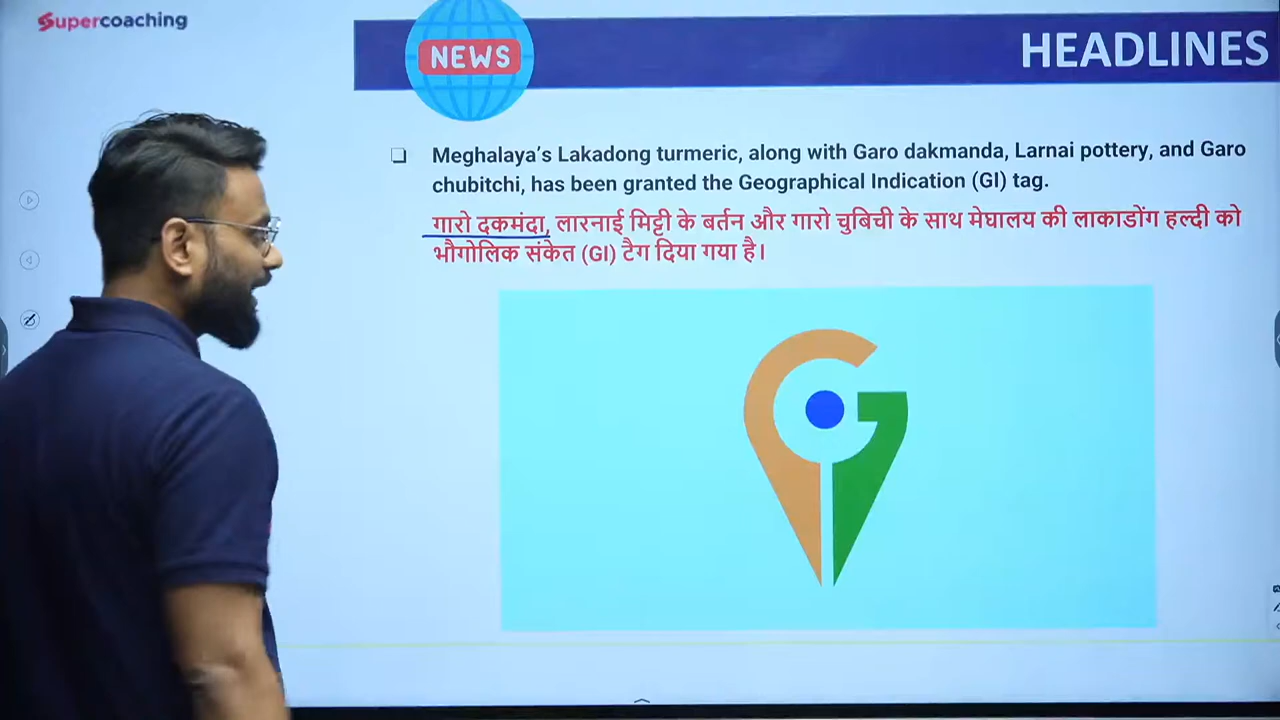 Supercoaching
NEWS
HEADLINES
Meghalaya's Lakadong turmeric, along with Garo dakmanda, Larnai pottery, and Garo
chubitchi, has been granted the Geographical Indication (GI) tag.
गारो दकमंदा, लारनाई मिट्टी के बर्तन और गारो चुबिची के साथ मेघालय की लाकाडोंग हल्दी को
भौगोलिक संकेत (GI) टैग दिया गया है।